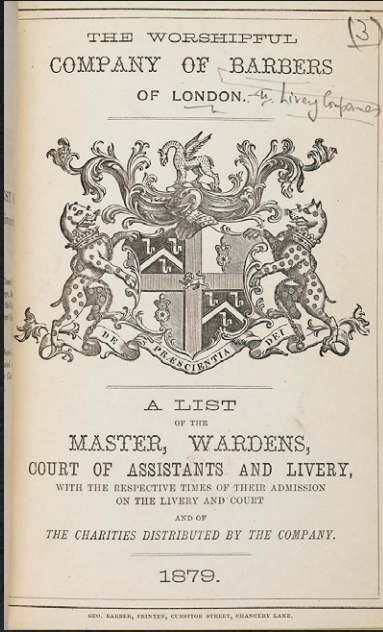 (3)
THE WORSHIPFUL
COMPANY OF BARBERS
OF LONDON.
Livery Companies
DE PRÆSCIENTIA DEI
A LIST
OF THE
MASTER, WARDENS,
COURT OF ASSISTANTS AND LIVERY,
WITH THE RESPECTIVE TIMES OF THEIR ADMISSION
ON THE LIVERY AND COURT
AND OF
THE CHARITIES DISTRIBUTED BY THE COMPANY.
1879.
GEO. BARBER, PRINTER, CURSITOR STREET, CHANCERY LANE.